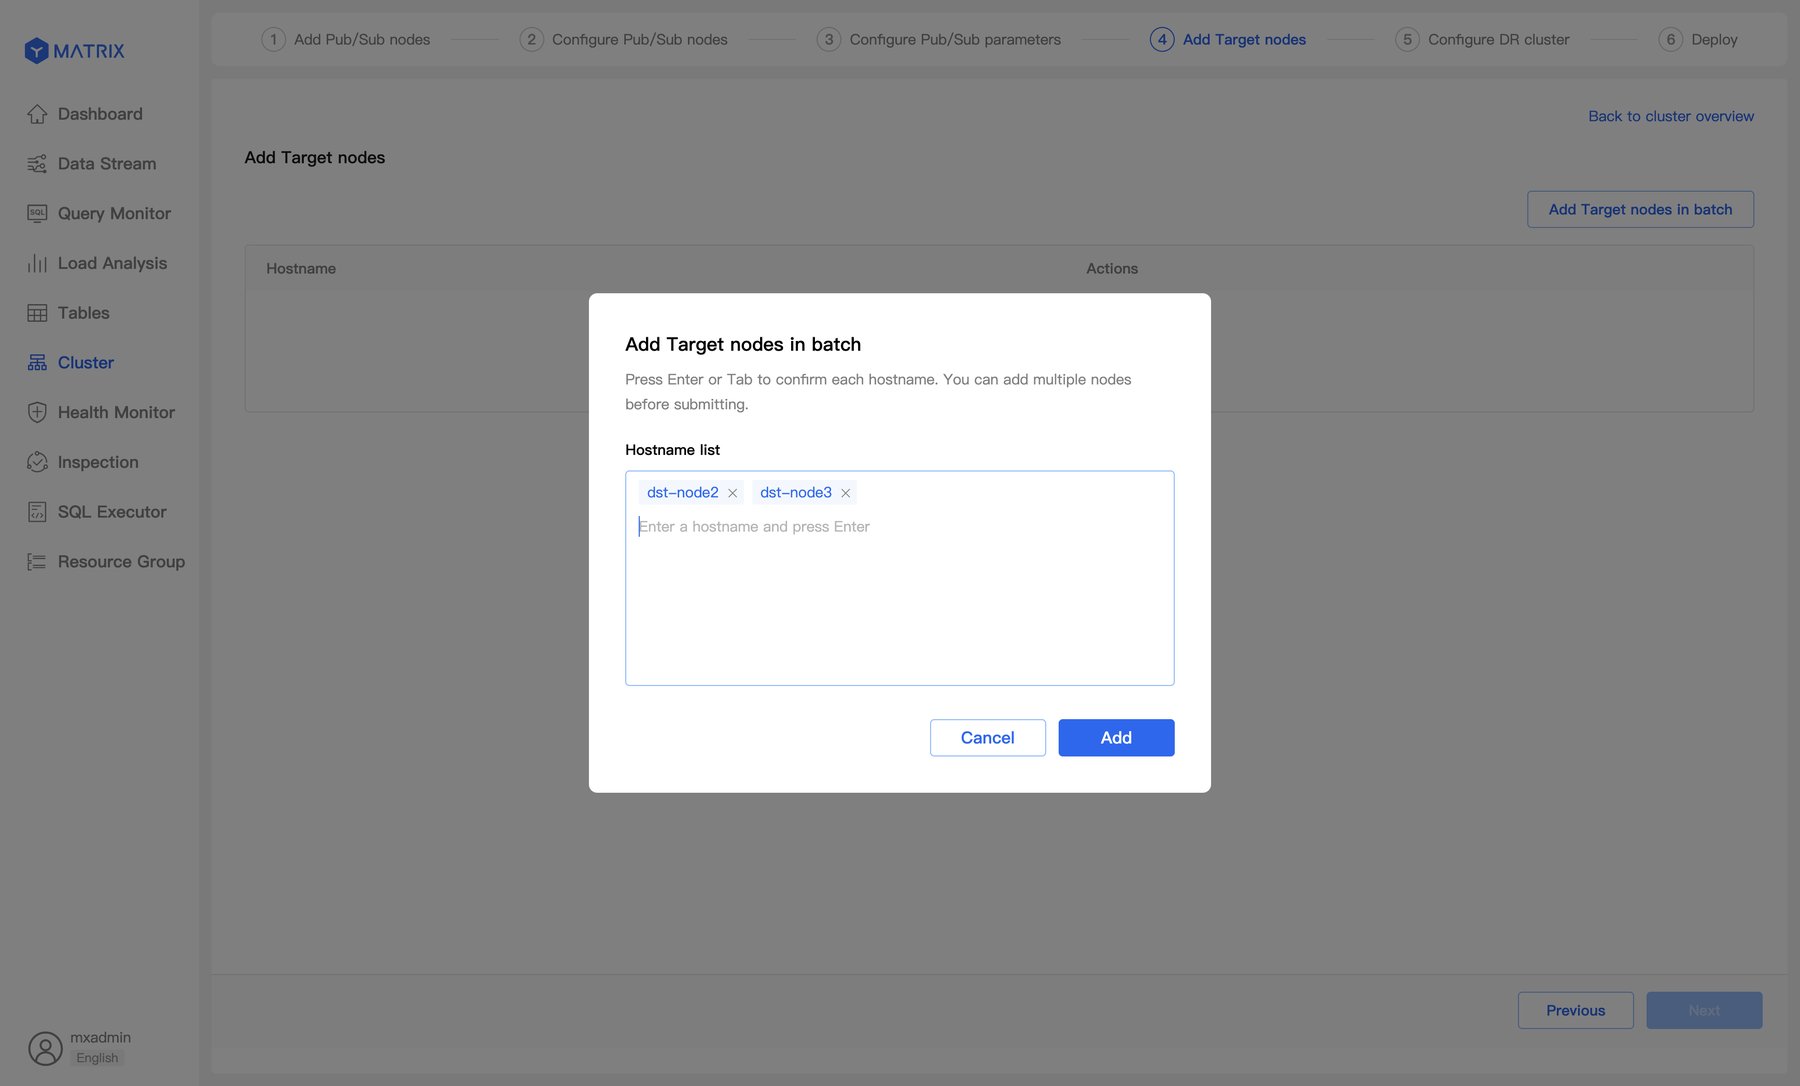 MATRIX
1 Add Pub/Sub nodes
2 Configure Pub/Sub nodes
3 Configure Pub/Sub parameters
4 Add Target nodes
5 Configure DR cluster
6 Deploy
Dashboard
Data Stream
SQL Query Monitor
Load Analysis
Tables
Cluster
Health Monitor
Inspection
SQL Executor
Resource Group
mxadmin
English
Back to cluster overview
Add Target nodes
Add Target nodes in batch
Hostname Actions
Add Target nodes in batch
Press Enter or Tab to confirm each hostname. You can add multiple nodes
before submitting.
Hostname list
dst-node2 dst-node3
Enter a hostname and press Enter
Cancel Add
Previous Next